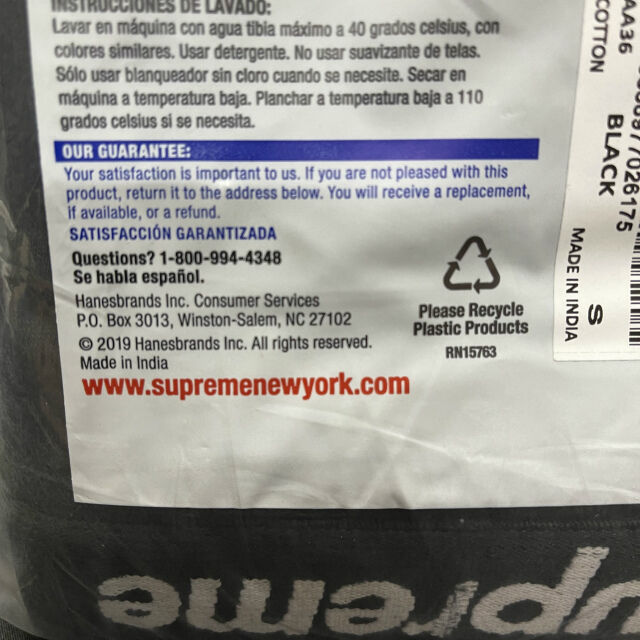 INSTRUCCIONES DE LAVADO:
Lavar en máquina con agua tibia máximo a 40 grados celsius, con
colores similares. Usar detergente. No usar suavizante de telas.
Sólo usar blanqueador sin cloro cuando se necesite. Secar en
máquina a temperatura baja. Planchar a temperatura baja a 110
grados celsius si se necesita.
OUR GUARANTEE:
Your satisfaction is important to us. If you are not pleased with this
product, return it to the address below. You will receive a replacement,
if available, or a refund.
SATISFACCIÓN GARANTIZADA
Questions? 1-800-994-4348
Se habla español.
Hanesbrands Inc. Consumer Services
P.O. Box 3013, Winston-Salem, NC 27102
© 2019 Hanesbrands Inc. All rights reserved.
Made in India
www.supremenewyork.com
Please Recycle
Plastic Products
RN15763
AA36
COTTON
BLACK
MADE IN INDIA
S
upreme